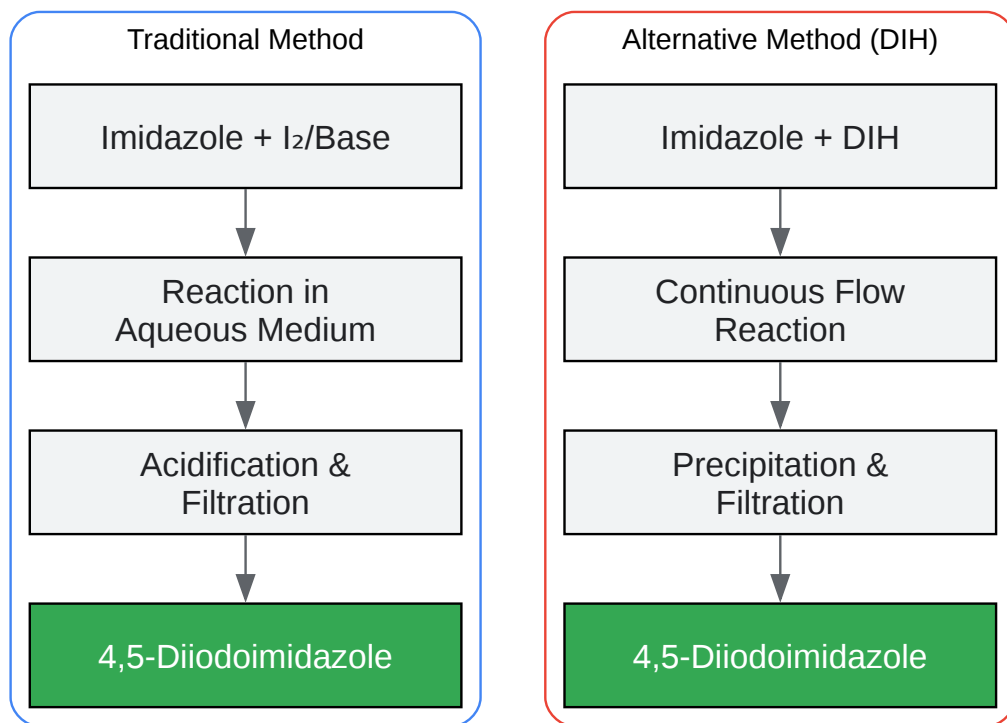 Traditional Method
Imidazole + I₂/Base
Reaction in
Aqueous Medium
Acidification &
Filtration
4,5-Diiodoimidazole
Alternative Method (DIH)
Imidazole + DIH
Continuous Flow
Reaction
Precipitation &
Filtration
4,5-Diiodoimidazole